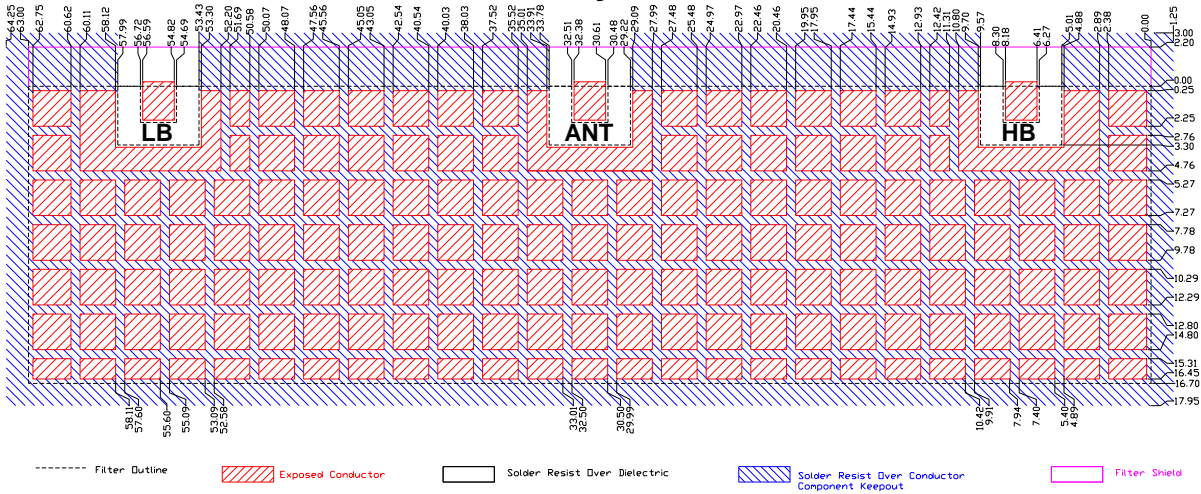 64.25 63.00 62.75 60.62 60.11 58.12 57.99 56.72 56.59 54.82 54.69 53.43 53.30 52.20 51.69 50.58 50.07 48.07 47.56 45.56 45.05 43.05 42.54 40.54 40.03 38.03 37.52 35.52 35.01 33.91 33.78 32.51 32.38 30.61 30.48 29.22 29.09 27.99 27.48 25.48 24.97 22.97 22.46 20.46 19.95 17.95 17.44 15.44 14.93 12.93 12.42 11.31 10.80 9.70 9.57 8.30 8.18 6.41 6.27 5.01 4.88 2.89 2.38 0.00 1.25
3.00
2.20
0.00
0.25
LB ANT HB
2.25
2.76
3.30
4.76
5.27
7.27
7.78
9.78
10.29
12.29
12.80
14.80
15.31
16.45
16.70
17.95
58.11 57.60 55.60 55.09 53.09 52.58 33.01 32.50 30.50 29.99 10.42 9.91 7.94 7.40 5.40 4.89
Filter Outline
Exposed Conductor
Solder Resist Over Dielectric
Solder Resist Over Conductor
Component Keepout
Filter Shield